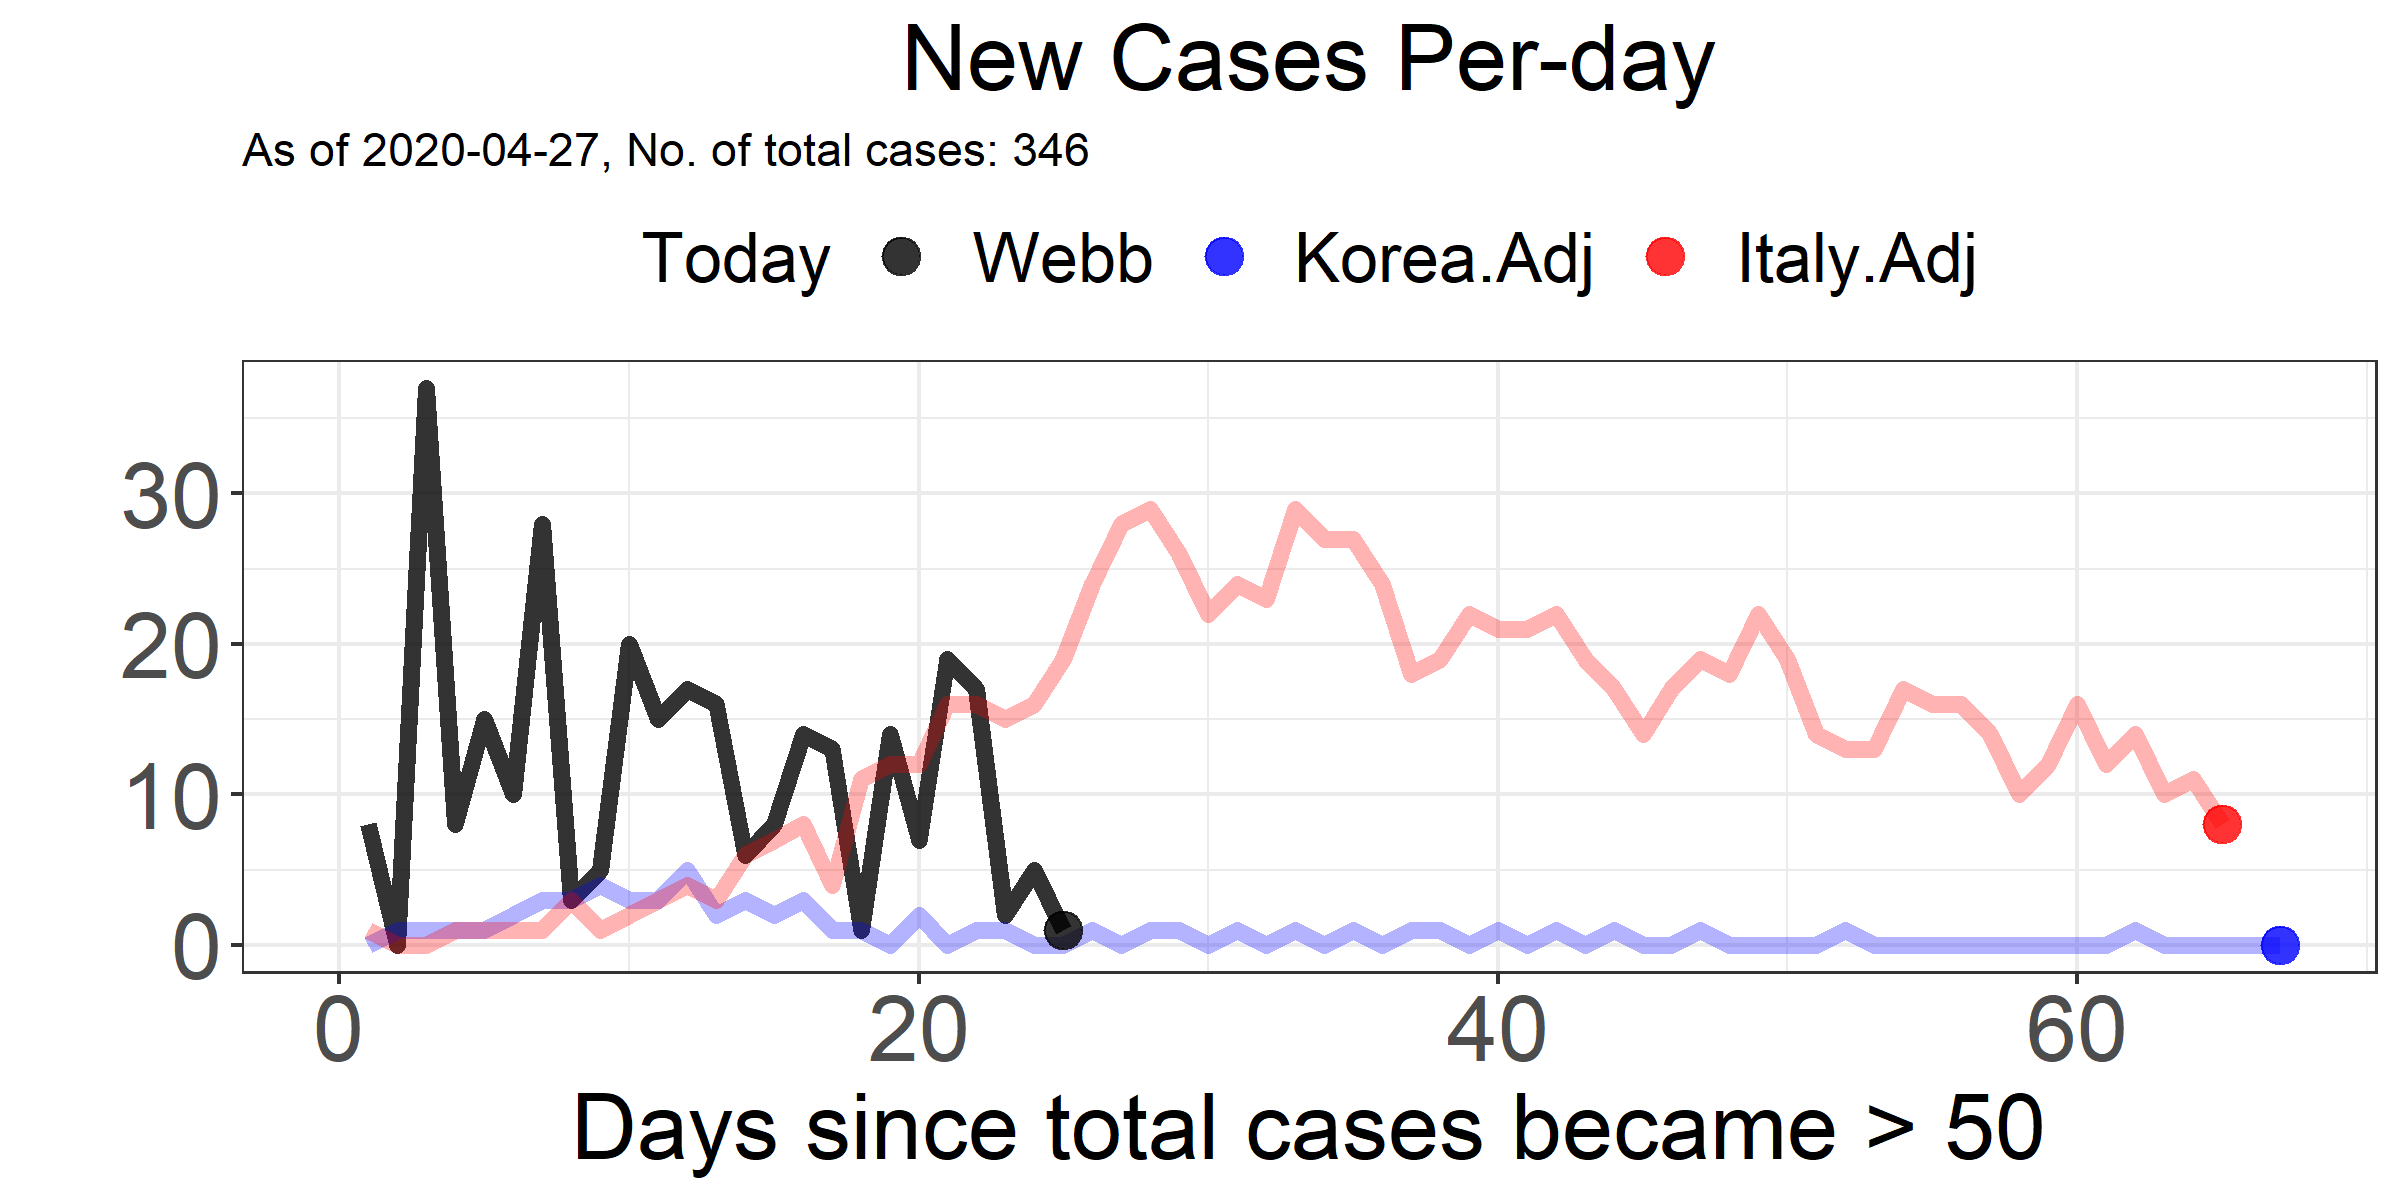 New Cases Per-day
As of 2020-04-27, No. of total cases: 346
Today Webb Korea.Adj Italy.Adj
30
20
10
0
0 20 40 60
Days since total cases became > 50